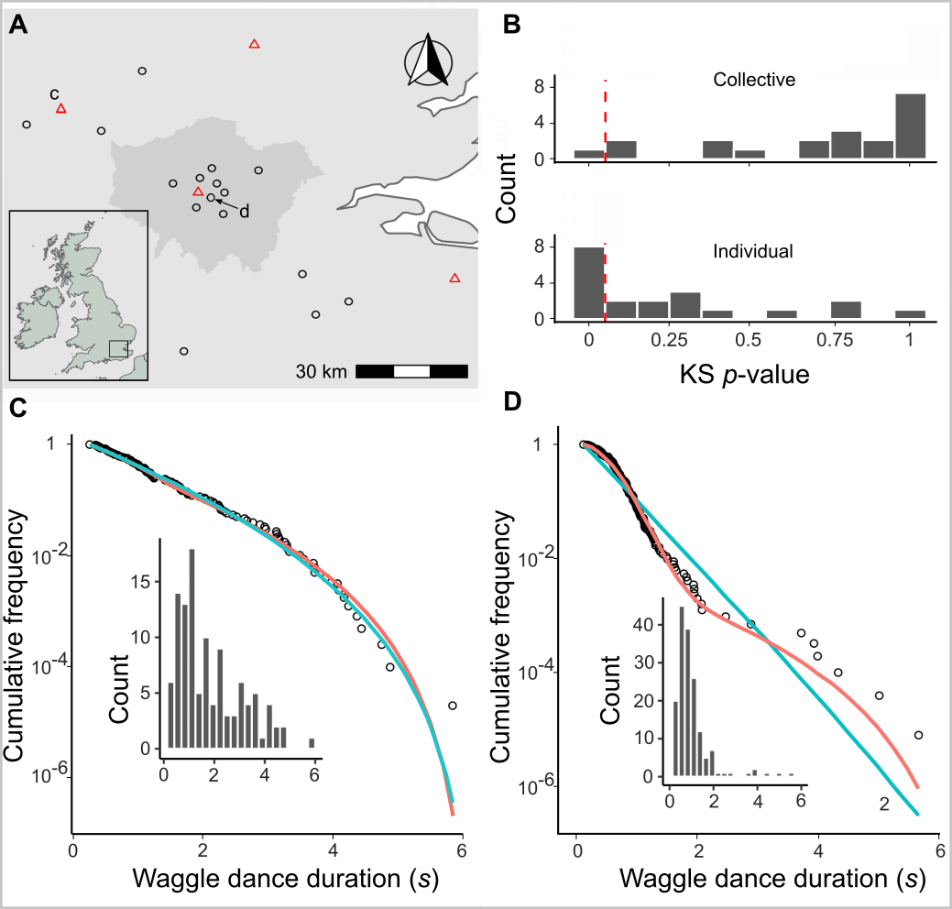 A
c
d
30 km
B
Collective
8
4
0
Count
Individual
8
4
0
0 0.25 0.5 0.75 1
KS p-value
C
1
10-2
10-4
10-6
Cumulative frequency
0 2 4 6
Waggle dance duration (s)
15
10
5
0
Count
0 2 4 6
D
1
10-2
10-4
10-6
Cumulative frequency
2
0 2 4 6
Waggle dance duration (s)
40
30
20
10
0
Count
0 2 4 6